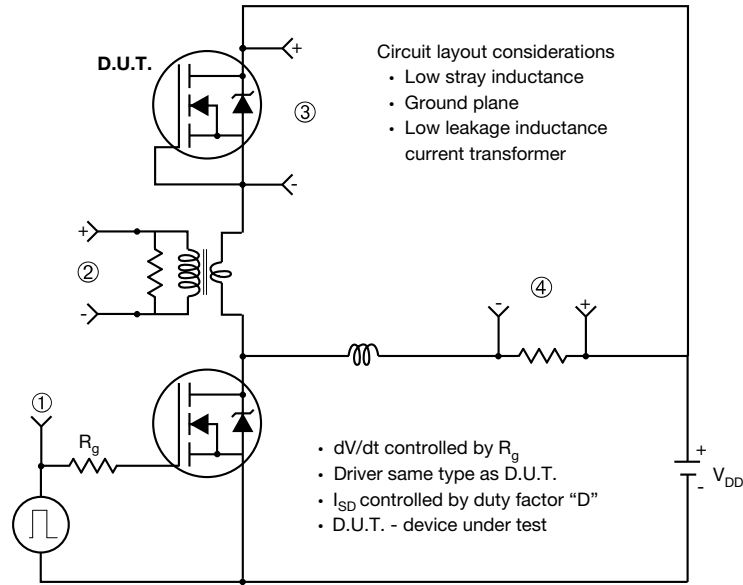 D.U.T.
+
-
③
Circuit layout considerations
• Low stray inductance
• Ground plane
• Low leakage inductance
current transformer
+
②
-
-
④
+
①
Rg
• dV/dt controlled by Rg
• Driver same type as D.U.T.
• ISD controlled by duty factor “D”
• D.U.T. - device under test
+
-
VDD